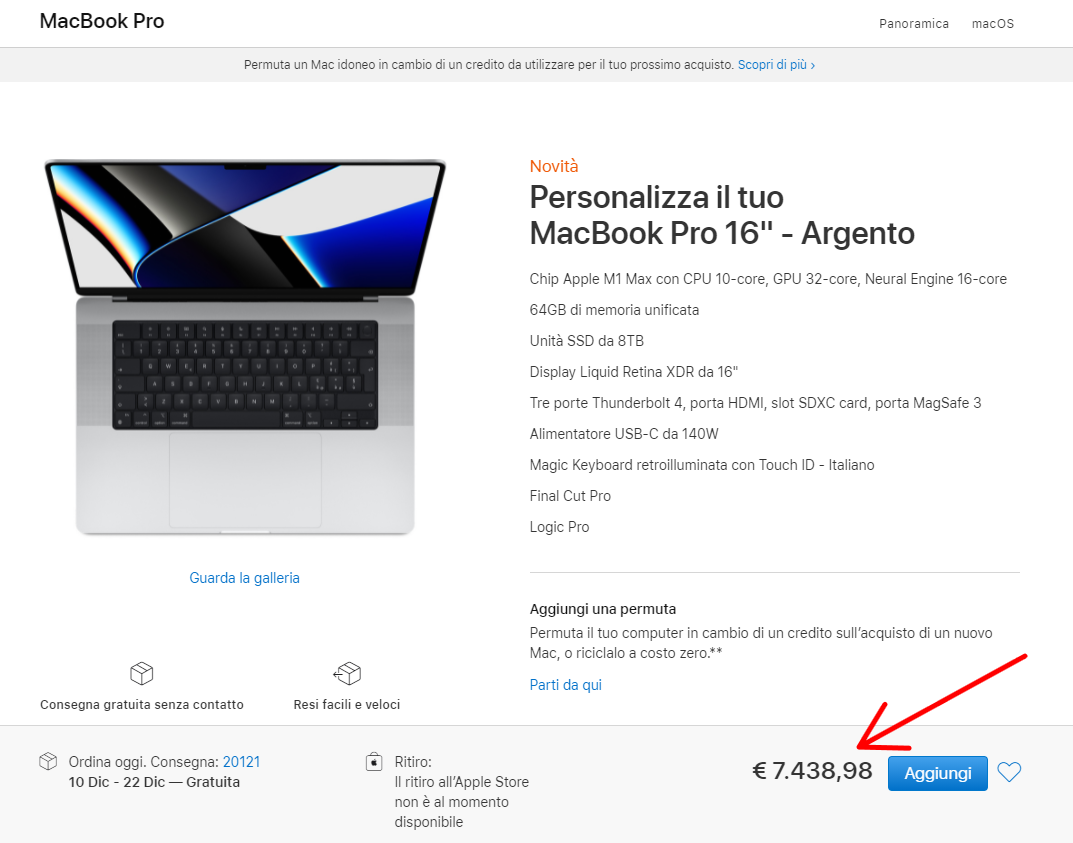 MacBook Pro
Panoramica
macOS
Permuta un Mac idoneo in cambio di un credito da utilizzare per il tuo prossimo acquisto. Scopri di più ›
Novità
Personalizza il tuo
MacBook Pro 16" - Argento
Chip Apple M1 Max con CPU 10-core, GPU 32-core, Neural Engine 16-core
64GB di memoria unificata
Unità SSD da 8TB
Display Liquid Retina XDR da 16"
Tre porte Thunderbolt 4, porta HDMI, slot SDXC card, porta MagSafe 3
Alimentatore USB-C da 140W
Magic Keyboard retroilluminata con Touch ID - Italiano
Final Cut Pro
Logic Pro
Guarda la galleria
Aggiungi una permuta
Permuta il tuo computer in cambio di un credito sull’acquisto di un nuovo
Mac, o riciclalo a costo zero.**
Parti da qui
Consegna gratuita senza contatto
Resi facili e veloci
Ordina oggi. Consegna: 20121
10 Dic - 22 Dic — Gratuita
Ritiro:
Il ritiro all’Apple Store
non è al momento
disponibile
€ 7.438,98
Aggiungi